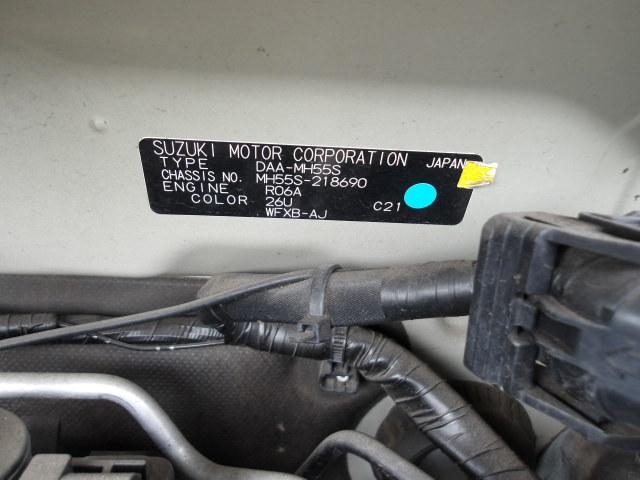 SUZUKI MOTOR CORPORATION JAPAN
TYPE DAA-MH55S
CHASSIS NO. MH55S-218690
ENGINE R06A
COLOR 26U C21
WFXB-AJ